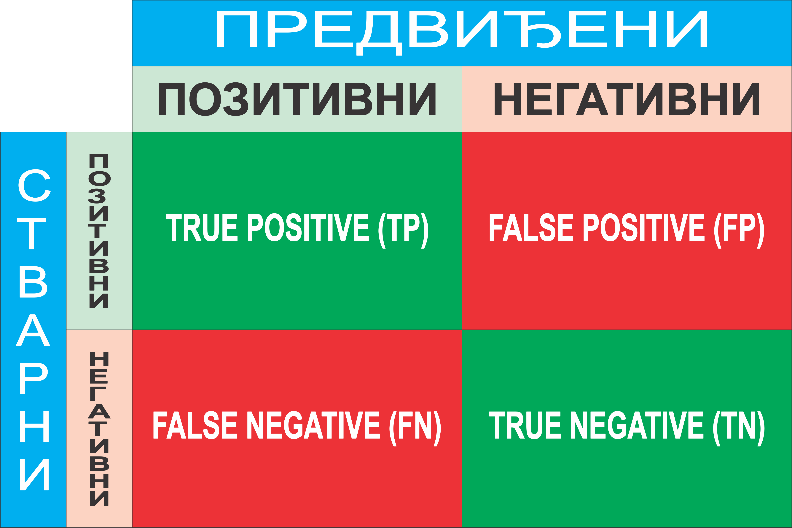 ПРЕДВИЂЕНИ
ПОЗИТИВНИ
НЕГАТИВНИ
СТВАРНИ
ПОЗИТИВНИ
TRUE POSITIVE (TP)
FALSE POSITIVE (FP)
НЕГАТИВНИ
FALSE NEGATIVE (FN)
TRUE NEGATIVE (TN)